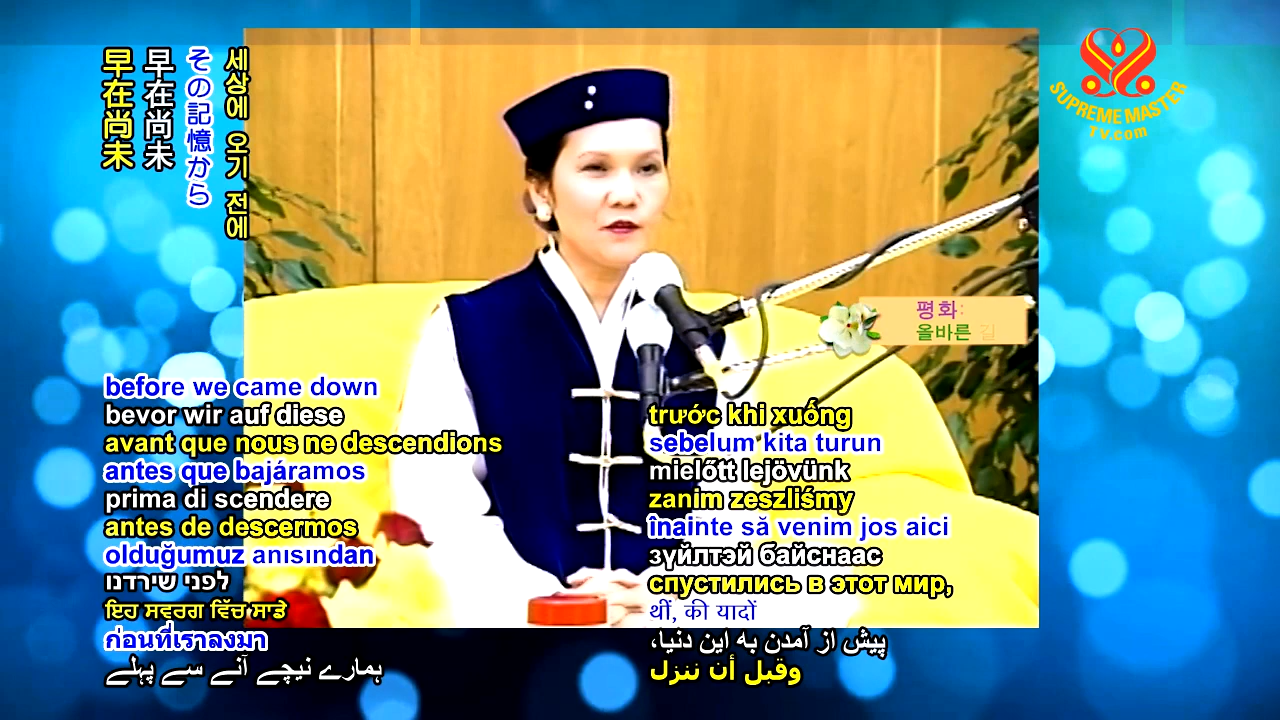 세상에 오기 전에
その記憶から
早在尚未
早在尚未
SUPREME MASTER
TV.com
평화:
올바른 길
before we came down
bevor wir auf diese
avant que nous ne descendions
antes que bajáramos
prima di scendere
antes de descermos
olduğumuz anısından
לפני שירדנו
ਇਹ ਸਵਰਗ ਵਿੱਚ ਸਾਡੇ
ก่อนที่เราลงมา
ہمارے نیچے آنے سے پہلے
trước khi xuống
sebelum kita turun
mielőtt lejövünk
zanim zeszliśmy
înainte să venim jos aici
зүйлтэй байснаас
спустились в этот мир,
थीं, की यादों
پیش از آمدن به این دنیا،
وقبل أن ننزل